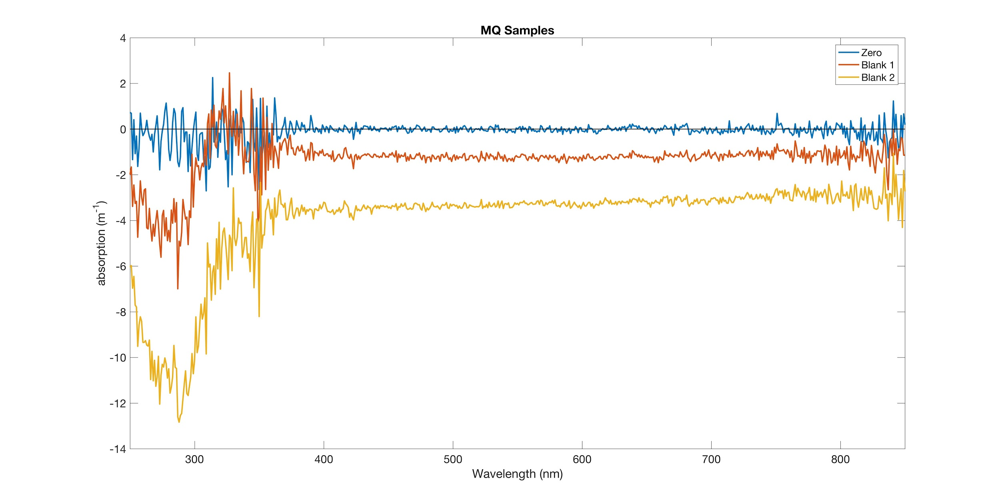 MQ Samples
4
2
0
-2
-4
-6
-8
-10
-12
-14
absorption (m⁻¹)
Zero
Blank 1
Blank 2
300 400 500 600 700 800
Wavelength (nm)